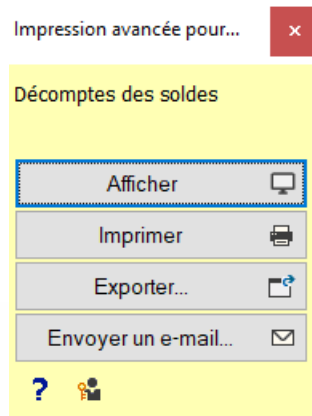 Impression avancée pour...
Décomptes des soldes
Afficher
Imprimer
Exporter...
Envoyer un e-mail...
?